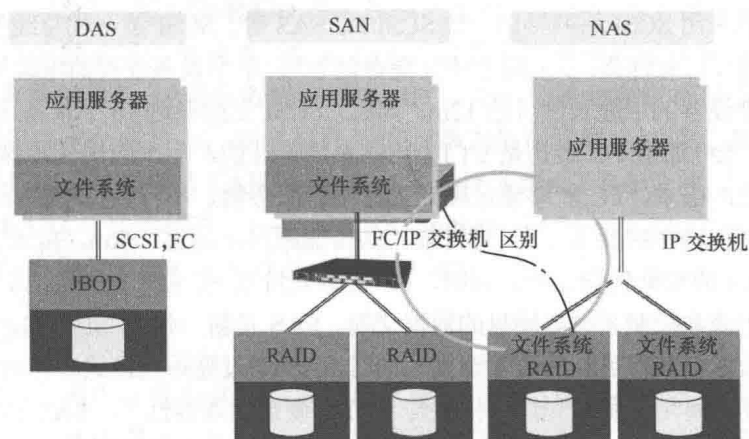 DAS
SAN
NAS
应用服务器
文件系统
SCSI,FC
JBOD
应用服务器
文件系统
FC/IP 交换机
区别
RAID
RAID
应用服务器
IP 交换机
文件系统
RAID
文件系统
RAID